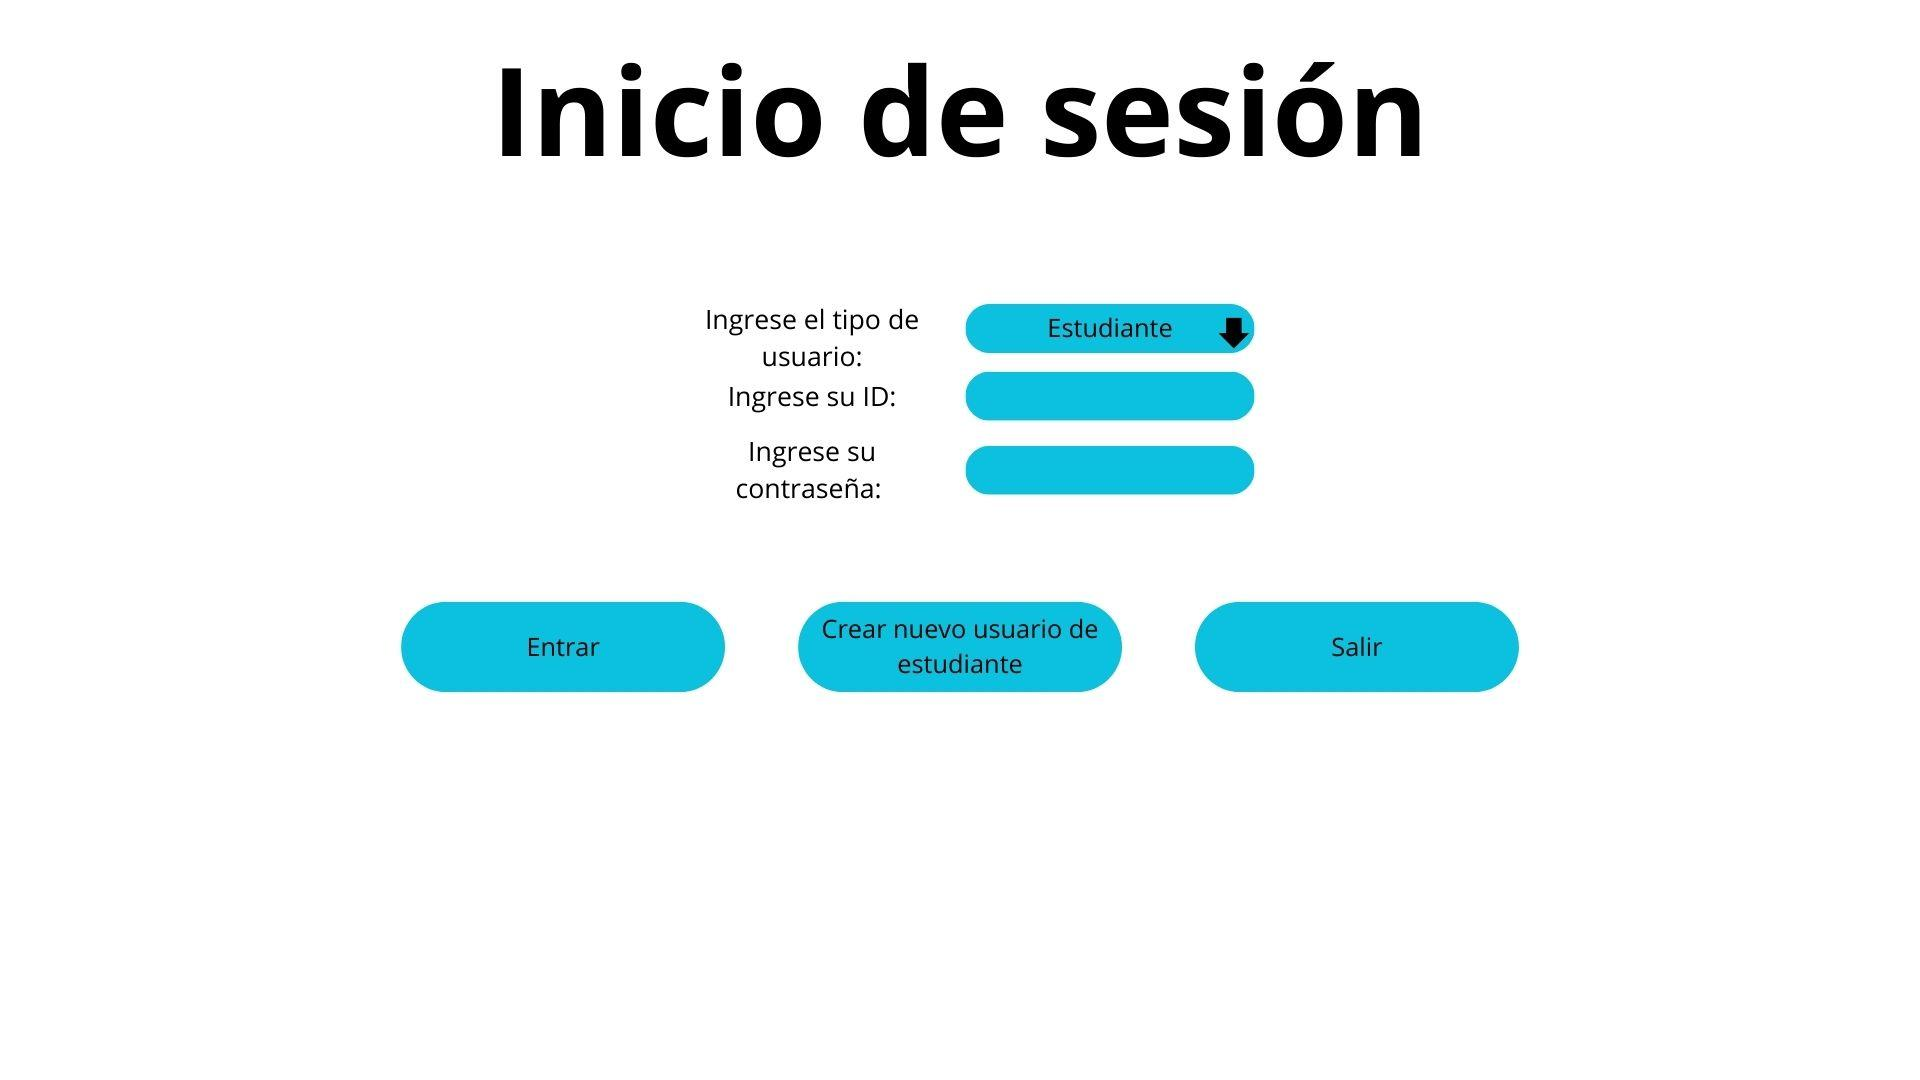 Inicio de sesión
Ingrese el tipo de
usuario:
Estudiante
Ingrese su ID:
Ingrese su
contraseña:
Entrar
Crear nuevo usuario de
estudiante
Salir